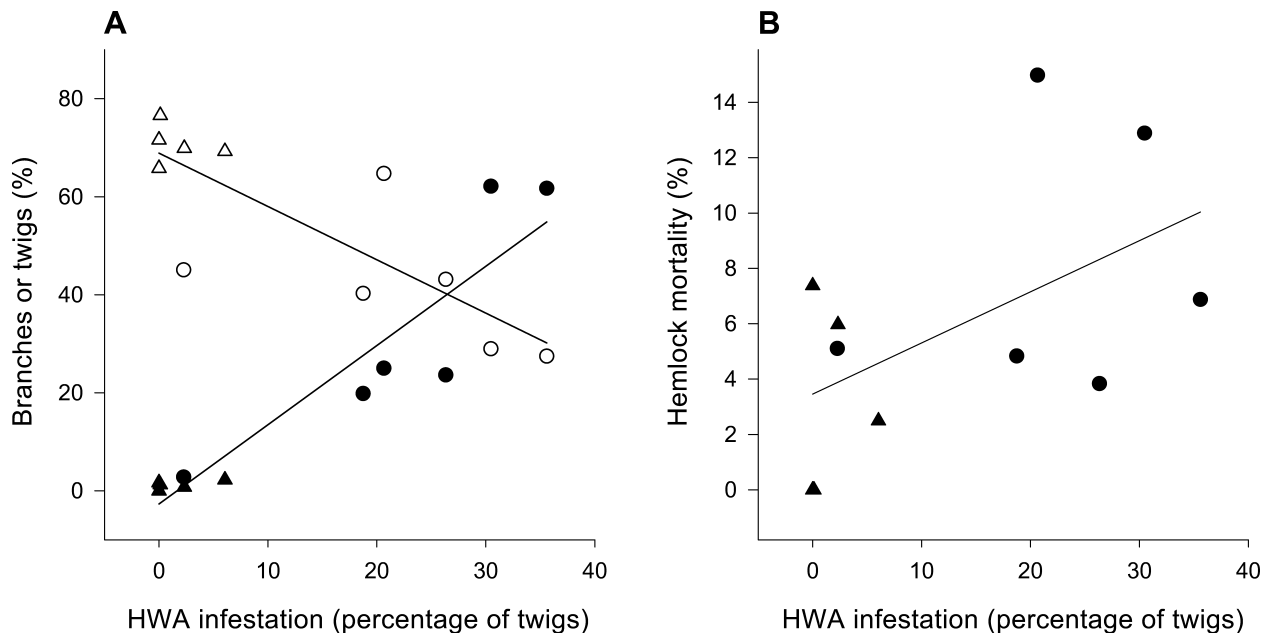 A
Branches or twigs (%)
80
60
40
20
0
0 10 20 30 40
HWA infestation (percentage of twigs)
B
Hemlock mortality (%)
14
12
10
8
6
4
2
0
0 10 20 30 40
HWA infestation (percentage of twigs)